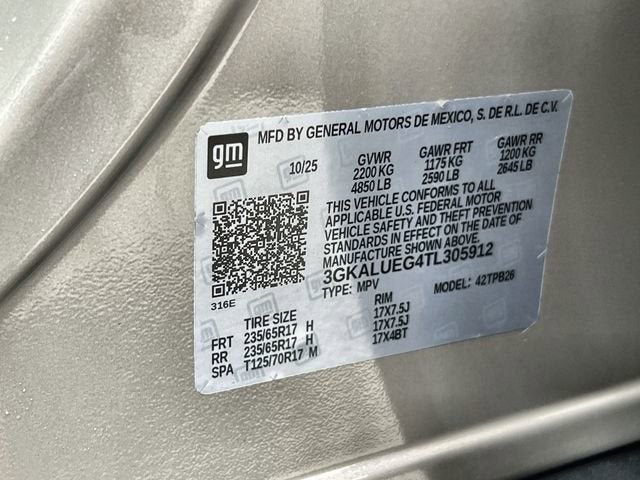 gm
MFD BY GENERAL MOTORS DE MEXICO, S. DE R.L. DE C.V.
10/25 GVWR GAWR FRT GAWR RR
2200 KG 1175 KG 1200 KG
4850 LB 2590 LB 2645 LB
THIS VEHICLE CONFORMS TO ALL
APPLICABLE U.S. FEDERAL MOTOR
VEHICLE SAFETY AND THEFT PREVENTION
STANDARDS IN EFFECT ON THE DATE OF
MANUFACTURE SHOWN ABOVE.
3GKALUEG4TL305912
316E TYPE: MPV MODEL: 42TPB26
TIRE SIZE RIM
FRT 235/65R17 H 17X7.5J
RR 235/65R17 H 17X7.5J
SPA T125/70R17 M 17X4BT